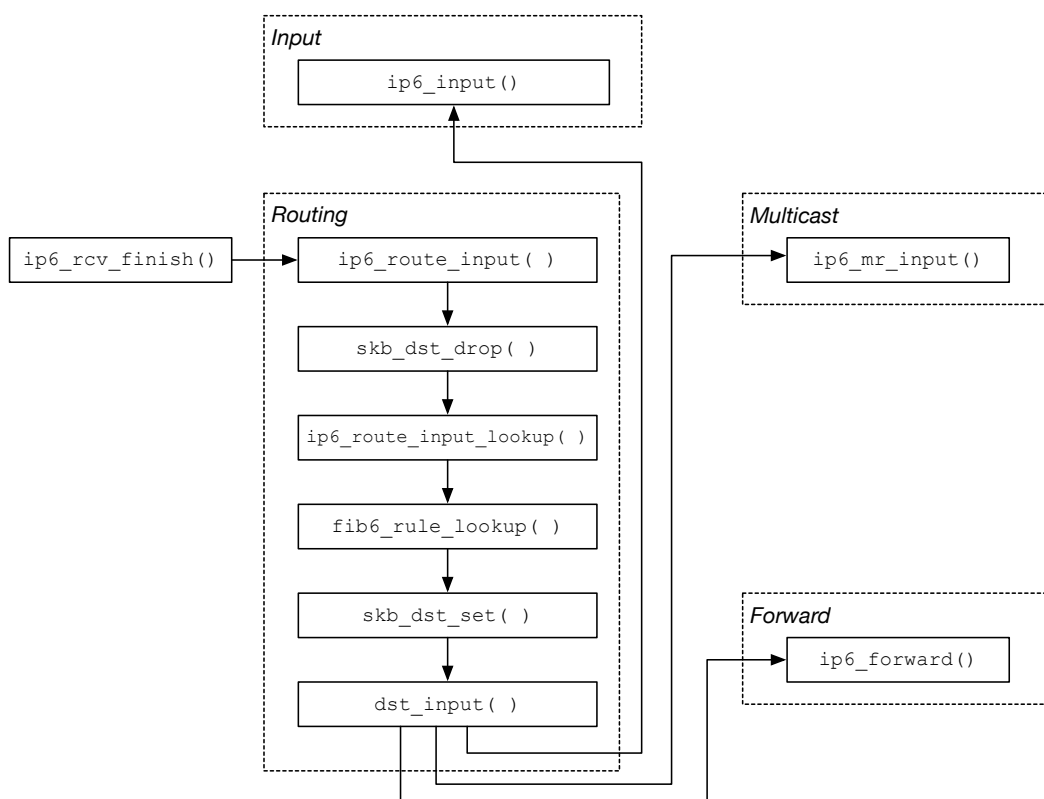 Input
ip6_input()
Routing
Multicast
ip6_rcv_finish()
ip6_route_input( )
ip6_mr_input()
skb_dst_drop( )
ip6_route_input_lookup( )
fib6_rule_lookup( )
skb_dst_set( )
Forward
ip6_forward()
dst_input( )